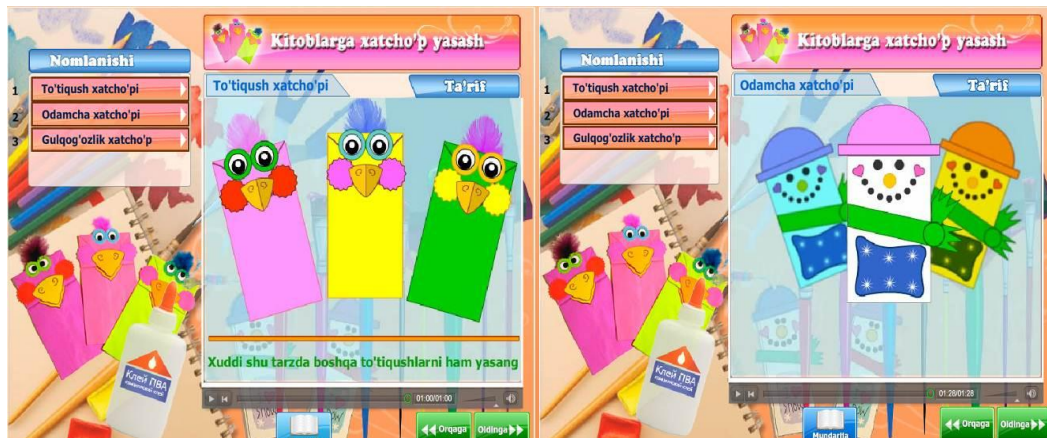 Kitoblarga xatcho'p yasash
Nomlanishi
1 To'tiqush xatcho'pi
2 Odamcha xatcho'pi
3 Gulqog'ozlik xatcho'p
To'tiqush xatcho'pi
Ta'rif
Xuddi shu tarzda boshqa to'tiqushlarni ham yasang
Клей ПВА
01:00/01:00
Orqaga
Oldinga
Kitoblarga xatcho'p yasash
Nomlanishi
1 To'tiqush xatcho'pi
2 Odamcha xatcho'pi
3 Gulqog'ozlik xatcho'p
Odamcha xatcho'pi
Ta'rif
Клей ПВА
01:28/01:28
Mundarija
Orqaga
Oldinga